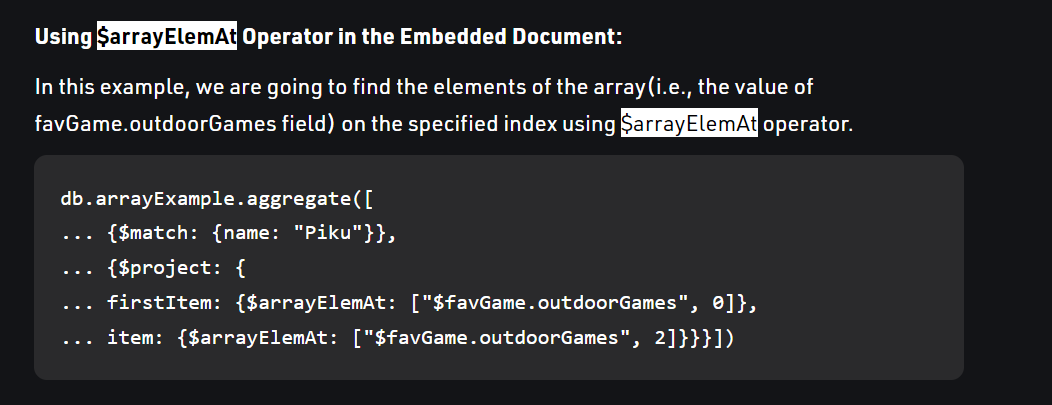 Using $arrayElemAt Operator in the Embedded Document:
In this example, we are going to find the elements of the array(i.e., the value of
favGame.outdoorGames field) on the specified index using $arrayElemAt operator.
db.arrayExample.aggregate([
... {$match: {name: "Piku"}},
... {$project: {
... firstItem: {$arrayElemAt: ["$favGame.outdoorGames", 0]},
... item: {$arrayElemAt: ["$favGame.outdoorGames", 2]}}}])